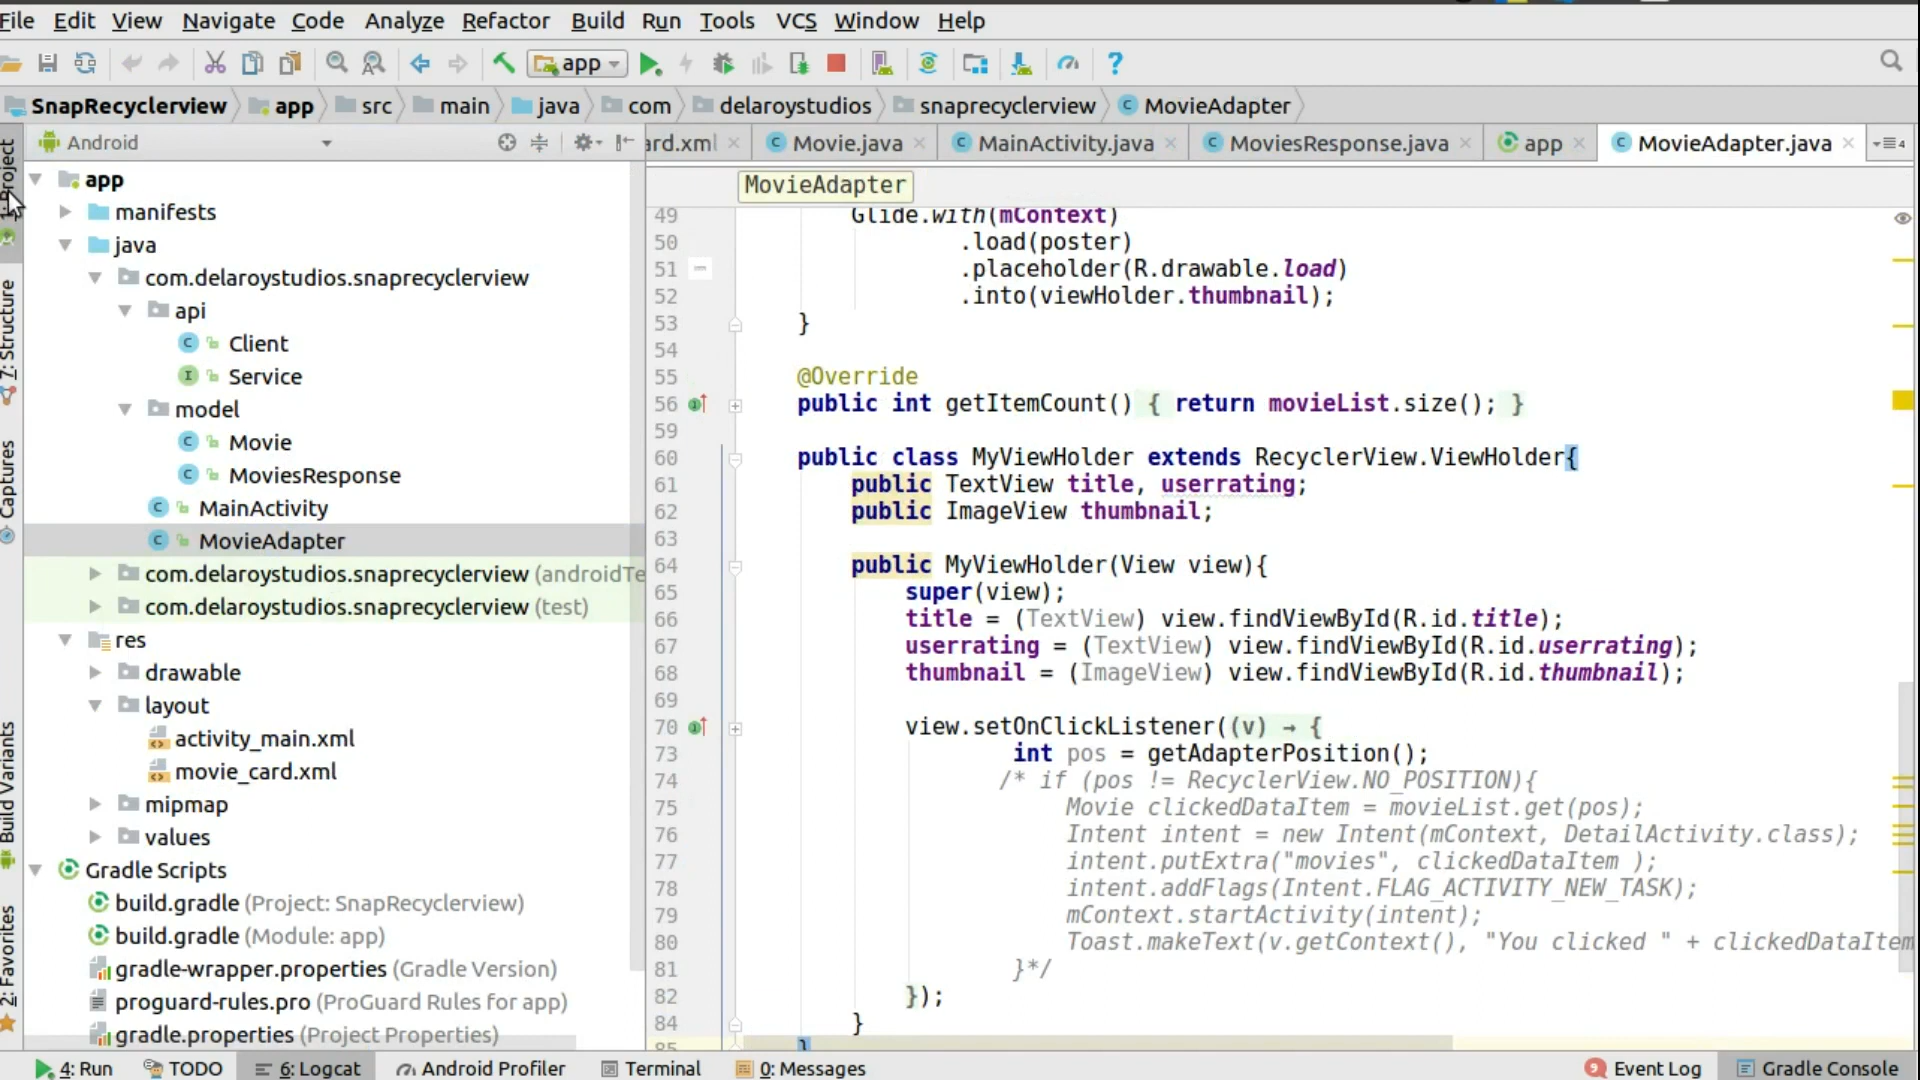 File Edit View Navigate Code Analyze Refactor Build Run Tools VCS Window Help
app
SnapRecyclerview app src main java com delaroystudios snaprecyclerview MovieAdapter
Android
ard.xml Movie.java MainActivity.java MoviesResponse.java app MovieAdapter.java 4
MovieAdapter
1: Project
7: Structure
Captures
Build Variants
2: Favorites
app
manifests
java
com.delaroystudios.snaprecyclerview
api
Client
Service
model
Movie
MoviesResponse
MainActivity
MovieAdapter
com.delaroystudios.snaprecyclerview (androidTe
com.delaroystudios.snaprecyclerview (test)
res
drawable
layout
activity_main.xml
movie_card.xml
mipmap
values
Gradle Scripts
build.gradle (Project: SnapRecyclerview)
build.gradle (Module: app)
gradle-wrapper.properties (Gradle Version)
proguard-rules.pro (ProGuard Rules for app)
gradle.properties (Project Properties)
49 Glide.with(mContext)
50 .load(poster)
51 .placeholder(R.drawable.load)
52 .into(viewHolder.thumbnail);
53 }
54
55 @Override
56 public int getItemCount() { return movieList.size(); }
59
60 public class MyViewHolder extends RecyclerView.ViewHolder{
61 public TextView title, userrating;
62 public ImageView thumbnail;
63
64 public MyViewHolder(View view){
65 super(view);
66 title = (TextView) view.findViewById(R.id.title);
67 userrating = (TextView) view.findViewById(R.id.userrating);
68 thumbnail = (ImageView) view.findViewById(R.id.thumbnail);
69
70 view.setOnClickListener((v) → {
73 int pos = getAdapterPosition();
74 /* if (pos != RecyclerView.NO_POSITION){
75 Movie clickedDataItem = movieList.get(pos);
76 Intent intent = new Intent(mContext, DetailActivity.class);
77 intent.putExtra("movies", clickedDataItem );
78 intent.addFlags(Intent.FLAG_ACTIVITY_NEW_TASK);
79 mContext.startActivity(intent);
80 Toast.makeText(v.getContext(), "You clicked " + clickedDataItem
81 }*/
82 });
84 }
85 }
4: Run TODO 6: Logcat Android Profiler Terminal 0: Messages 9 Event Log Gradle Console